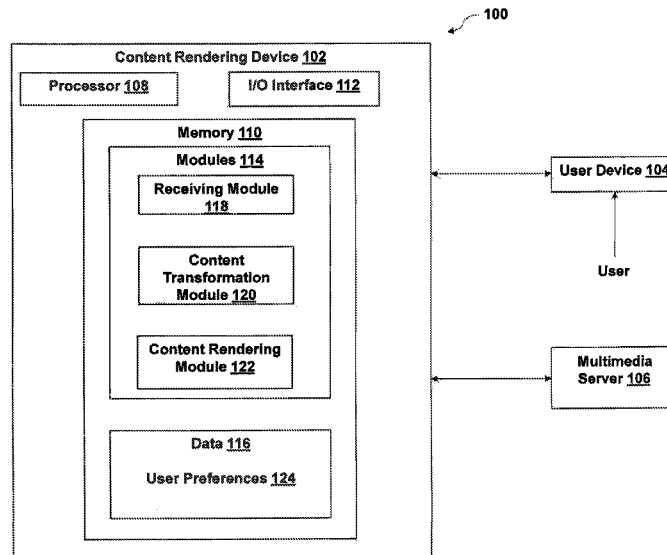 100
Content Rendering Device 102
Processor 108
I/O Interface 112
Memory 110
Modules 114
Receiving Module
118
Content
Transformation
Module 120
Content Rendering
Module 122
Data 116
User Preferences 124
User Device 104
User
Multimedia
Server 106